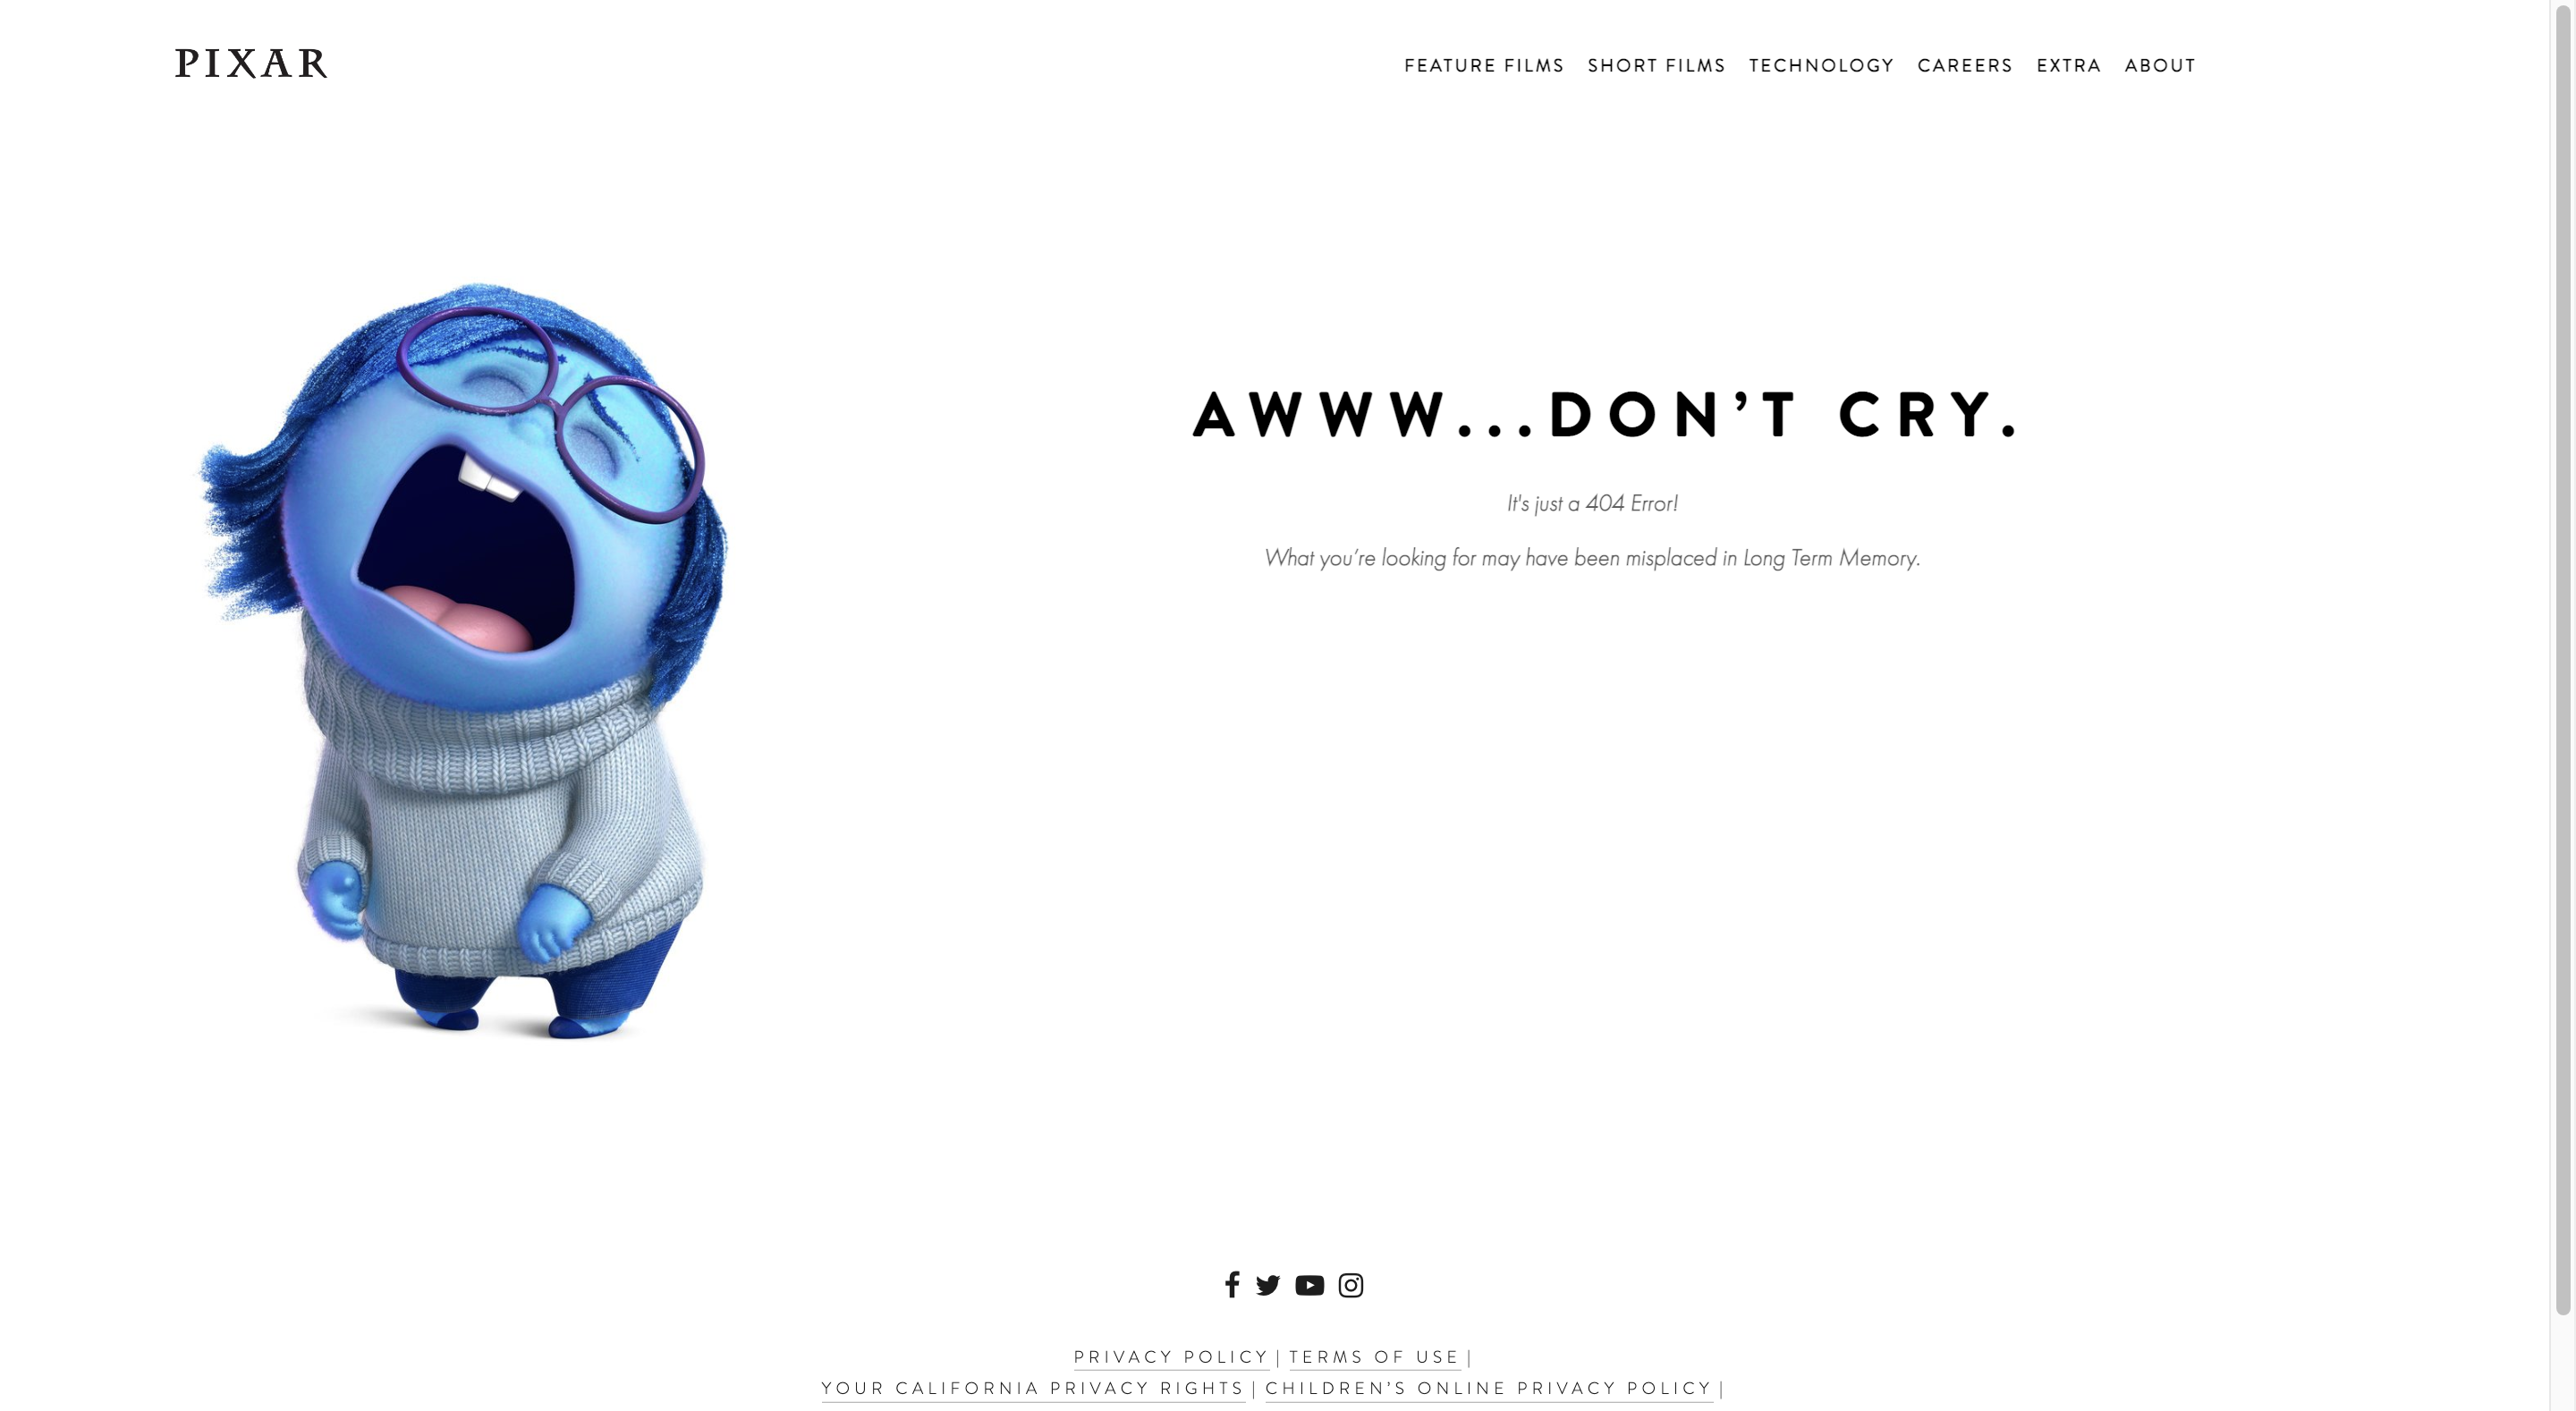 PIXAR
FEATURE FILMS SHORT FILMS TECHNOLOGY CAREERS EXTRA ABOUT
AWWW...DON’T CRY.
It's just a 404 Error!
What you’re looking for may have been misplaced in Long Term Memory.
PRIVACY POLICY | TERMS OF USE |
YOUR CALIFORNIA PRIVACY RIGHTS | CHILDREN’S ONLINE PRIVACY POLICY |